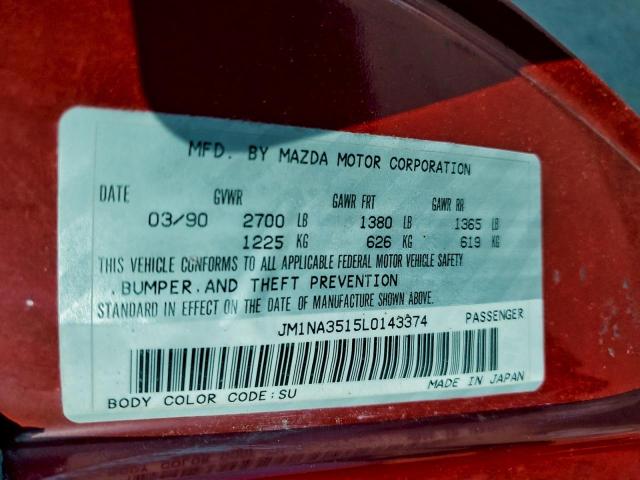 MFD. BY MAZDA MOTOR CORPORATION
DATE GVWR GAWR FRT GAWR RR
03/90 2700 LB 1380 LB 1365 LB
1225 KG 626 KG 619 KG
THIS VEHICLE CONFORMS TO ALL APPLICABLE FEDERAL MOTOR VEHICLE SAFETY
, BUMPER, AND THEFT PREVENTION
STANDARD IN EFFECT ON THE DATE OF MANUFACTURE SHOWN ABOVE.
JM1NA3515L0143374 PASSENGER
BODY COLOR CODE:SU MADE IN JAPAN